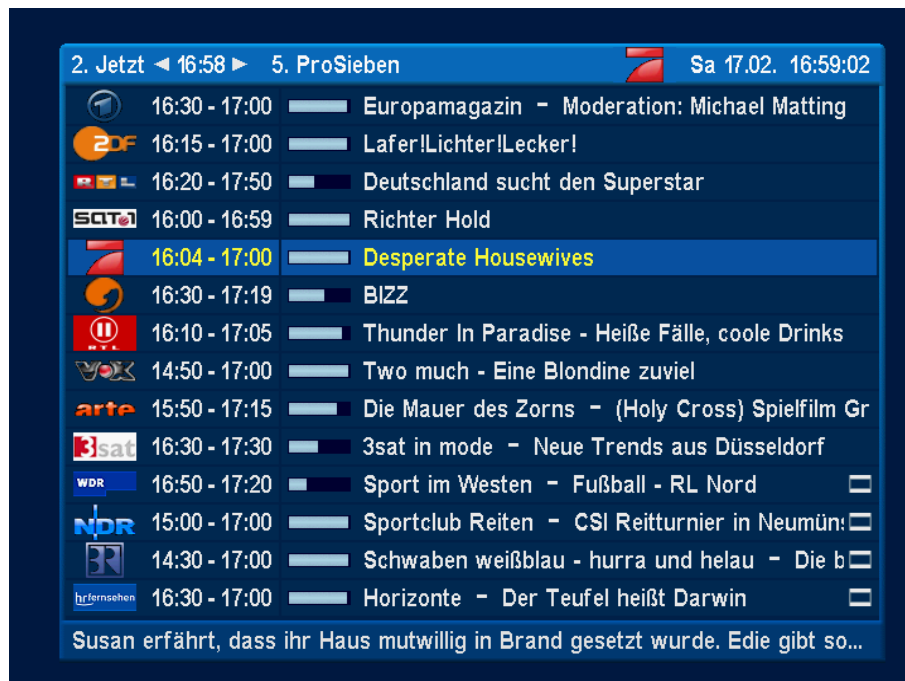 2. Jetzt ◄ 16:58 ► 5. ProSieben Sa 17.02. 16:59:02
1 16:30 - 17:00 Europamagazin - Moderation: Michael Matting
2DF 16:15 - 17:00 Lafer!Lichter!Lecker!
RTL 16:20 - 17:50 Deutschland sucht den Superstar
SAT1 16:00 - 16:59 Richter Hold
16:04 - 17:00 Desperate Housewives
16:30 - 17:19 BIZZ
II RTL 16:10 - 17:05 Thunder In Paradise - Heiße Fälle, coole Drinks
VOX 14:50 - 17:00 Two much - Eine Blondine zuviel
arte 15:50 - 17:15 Die Mauer des Zorns - (Holy Cross) Spielfilm Gr
3sat 16:30 - 17:30 3sat in mode - Neue Trends aus Düsseldorf
WDR 16:50 - 17:20 Sport im Westen - Fußball - RL Nord
NDR 15:00 - 17:00 Sportclub Reiten - CSI Reitturnier in Neumün
BR 14:30 - 17:00 Schwaben weißblau - hurra und helau - Die b
hr fernsehen 16:30 - 17:00 Horizonte - Der Teufel heißt Darwin
Susan erfährt, dass ihr Haus mutwillig in Brand gesetzt wurde. Edie gibt so...